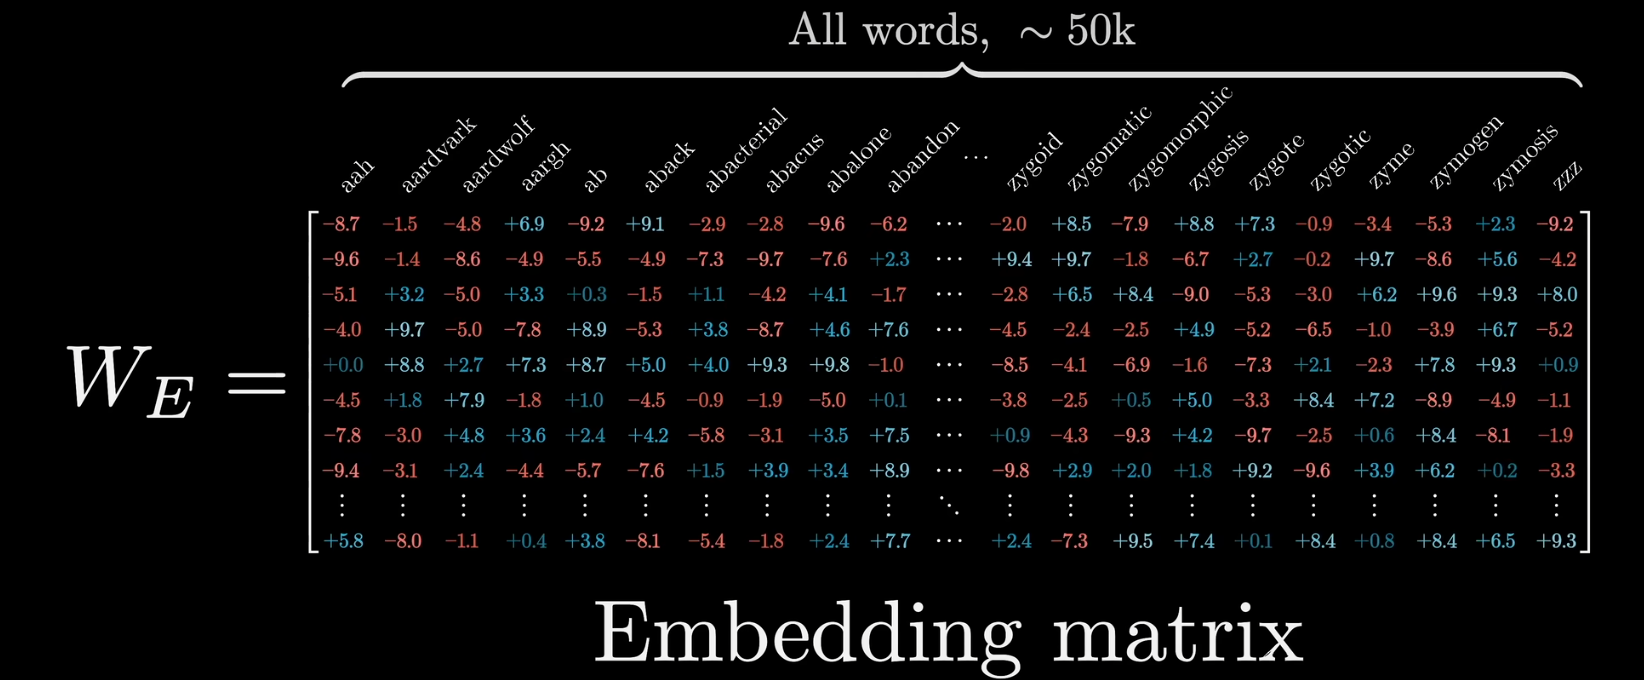 All words, ~ 50k
aah aardvark aardwolf aargh ab aback abacterial abacus abalone abandon ... zygoid zygomatic zygomorphic zygosis zygote zygotic zyme zymogen zymosis zzz
−8.7 −1.5 −4.8 +6.9 −9.2 +9.1 −2.9 −2.8 −9.6 −6.2 ⋯ −2.0 +8.5 −7.9 +8.8 +7.3 −0.9 −3.4 −5.3 +2.3 −9.2
−9.6 −1.4 −8.6 −4.9 −5.5 −4.9 −7.3 −9.7 −7.6 +2.3 ⋯ +9.4 +9.7 −1.8 −6.7 +2.7 −0.2 +9.7 −8.6 +5.6 −4.2
−5.1 +3.2 −5.0 +3.3 +0.3 −1.5 +1.1 −4.2 +4.1 −1.7 ⋯ −2.8 +6.5 +8.4 −9.0 −5.3 −3.0 +6.2 +9.6 +9.3 +8.0
−4.0 +9.7 −5.0 −7.8 +8.9 −5.3 +3.8 −8.7 +4.6 +7.6 ⋯ −4.5 −2.4 −2.5 +4.9 −5.2 −6.5 −1.0 −3.9 +6.7 −5.2
W_E = +0.0 +8.8 +2.7 +7.3 +8.7 +5.0 +4.0 +9.3 +9.8 −1.0 ⋯ −8.5 −4.1 −6.9 −1.6 −7.3 +2.1 −2.3 +7.8 +9.3 +0.9
−4.5 +1.8 +7.9 −1.8 +1.0 −4.5 −0.9 −1.9 −5.0 +0.1 ⋯ −3.8 −2.5 +0.5 +5.0 −3.3 +8.4 +7.2 −8.9 −4.9 −1.1
−7.8 −3.0 +4.8 +3.6 +2.4 +4.2 −5.8 −3.1 +3.5 +7.5 ⋯ +0.9 −4.3 −9.3 +4.2 −9.7 −2.5 +0.6 +8.4 −8.1 −1.9
−9.4 −3.1 +2.4 −4.4 −5.7 −7.6 +1.5 +3.9 +3.4 +8.9 ⋯ −9.8 +2.9 +2.0 +1.8 +9.2 −9.6 +3.9 +6.2 +0.2 −3.3
⋮ ⋮ ⋮ ⋮ ⋮ ⋮ ⋮ ⋮ ⋮ ⋮ ⋱ ⋮ ⋮ ⋮ ⋮ ⋮ ⋮ ⋮ ⋮ ⋮ ⋮
+5.8 −8.0 −1.1 +0.4 +3.8 −8.1 −5.4 −1.8 +2.4 +7.7 ⋯ +2.4 −7.3 +9.5 +7.4 +0.1 +8.4 +0.8 +8.4 +6.5 +9.3
Embedding matrix